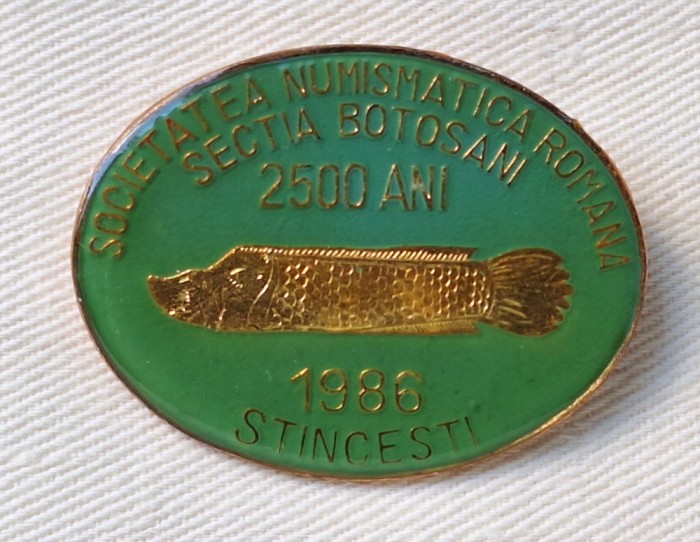 SOCIETATEA NUMISMATICA ROMANA
SECTIA BOTOSANI
2500 ANI
1986
STINCESTI